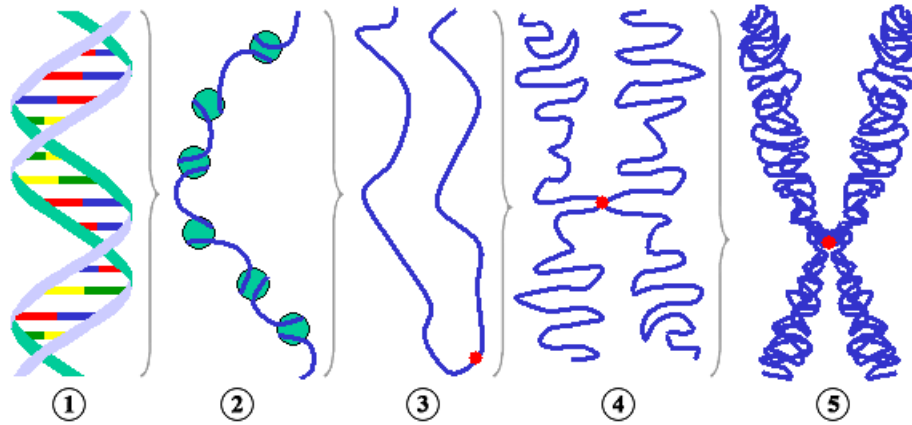 ① ② ③ ④ ⑤